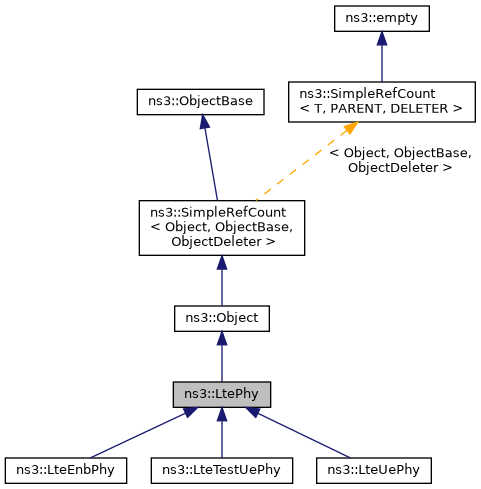 ns3::empty
ns3::SimpleRefCount
< T, PARENT, DELETER >
ns3::ObjectBase
< Object, ObjectBase,
ObjectDeleter >
ns3::SimpleRefCount
< Object, ObjectBase,
ObjectDeleter >
ns3::Object
ns3::LtePhy
ns3::LteEnbPhy
ns3::LteTestUePhy
ns3::LteUePhy